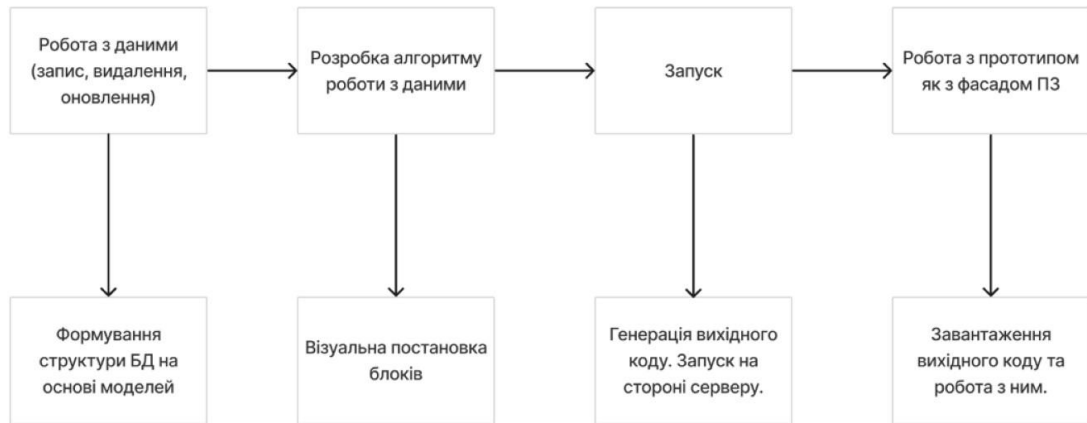 Робота з даними
(запис, видалення,
оновлення)
Розробка алгоритму
роботи з даними
Запуск
Робота з прототипом
як з фасадом ПЗ
Формування
структури БД на
основі моделей
Візуальна постановка
блоків
Генерація вихідного
коду. Запуск на
стороні серверу.
Завантаження
вихідного коду та
робота з ним.